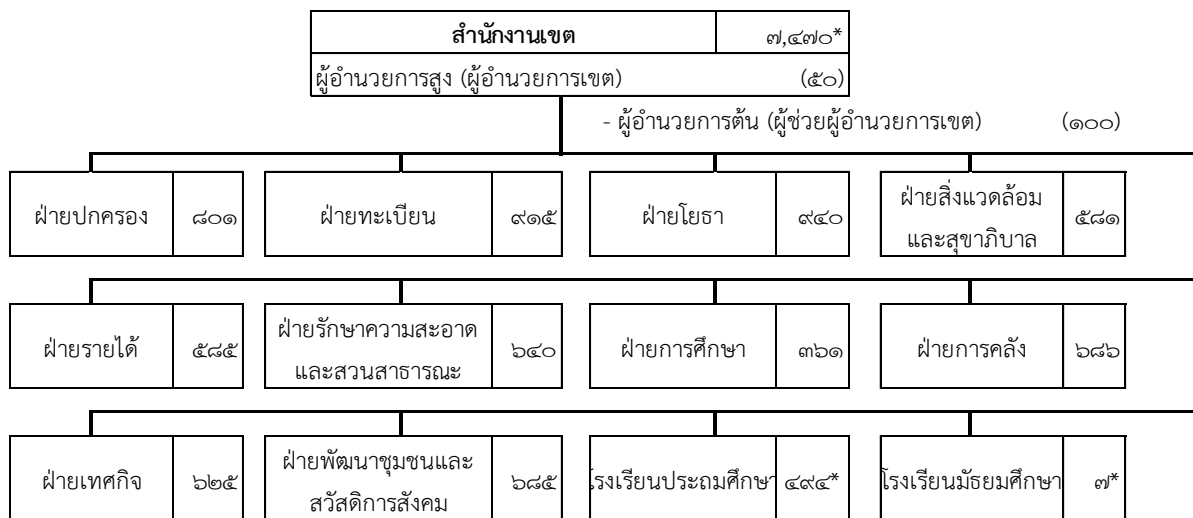 สำนักงานเขต ๗,๔๗๐*
ผู้อำนวยการสูง (ผู้อำนวยการเขต) (๕๐)
- ผู้อำนวยการต้น (ผู้ช่วยผู้อำนวยการเขต) (๑๐๐)
ฝ่ายปกครอง ๘๐๑
ฝ่ายทะเบียน ๙๑๕
ฝ่ายโยธา ๙๔๐
ฝ่ายสิ่งแวดล้อม
และสุขาภิบาล ๕๘๑
ฝ่ายรายได้ ๕๘๕
ฝ่ายรักษาความสะอาด
และสวนสาธารณะ ๖๔๐
ฝ่ายการศึกษา ๓๖๑
ฝ่ายการคลัง ๖๘๖
ฝ่ายเทศกิจ ๖๒๕
ฝ่ายพัฒนาชุมชนและ
สวัสดิการสังคม ๖๘๕
โรงเรียนประถมศึกษา ๔๙๔*
โรงเรียนมัธยมศึกษา ๗*